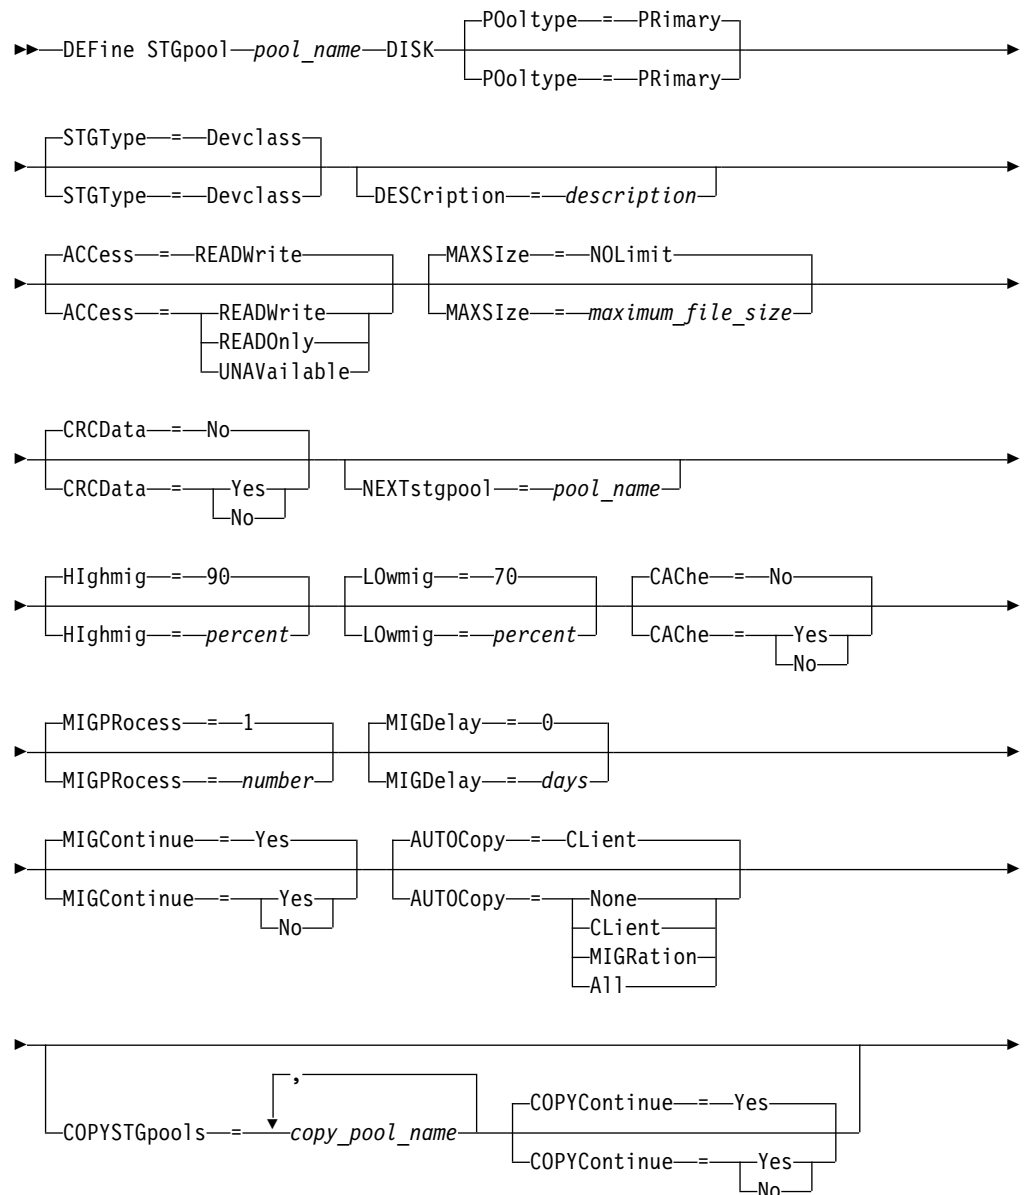 POoltype = PRimary
DEFine STGpool pool_name DISK
POoltype = PRimary
STGType = Devclass
STGType = Devclass
DESCription = description
ACCess = READWrite
MAXSIze = NOLimit
ACCess = READWrite
READOnly
UNAVailable
MAXSIze = maximum_file_size
CRCData = No
CRCData = Yes
No
NEXTstgpool = pool_name
HIghmig = 90
LOwmig = 70
CAChe = No
HIghmig = percent
LOwmig = percent
CAChe = Yes
No
MIGPRocess = 1
MIGDelay = 0
MIGPRocess = number
MIGDelay = days
MIGContinue = Yes
AUTOCopy = CLient
MIGContinue = Yes
No
AUTOCopy = None
CLient
MIGRation
All
,
COPYContinue = Yes
COPYSTGpools = copy_pool_name
COPYContinue = Yes
No